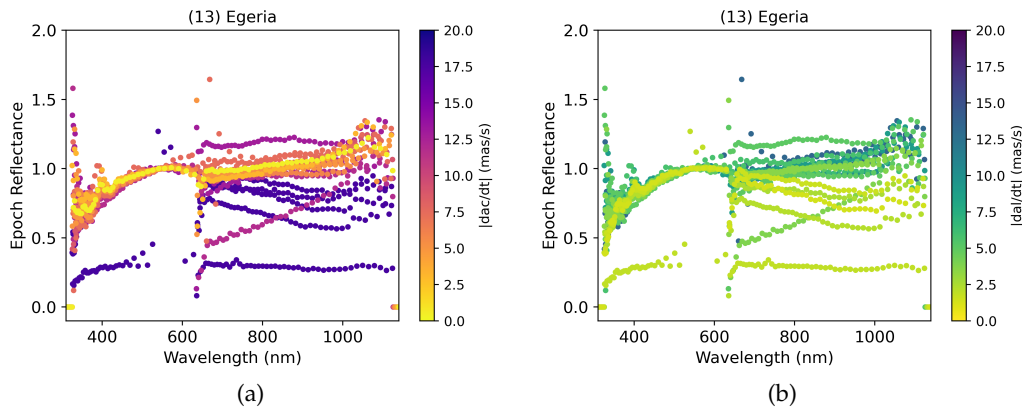 (13) Egeria
2.0
1.5
1.0
0.5
0.0
Epoch Reflectance
400 600 800 1000
Wavelength (nm)
20.0
17.5
15.0
12.5
10.0
7.5
5.0
2.5
0.0
|dac/dt| (mas/s)
(a)
(13) Egeria
2.0
1.5
1.0
0.5
0.0
Epoch Reflectance
400 600 800 1000
Wavelength (nm)
20.0
17.5
15.0
12.5
10.0
7.5
5.0
2.5
0.0
|dal/dt| (mas/s)
(b)